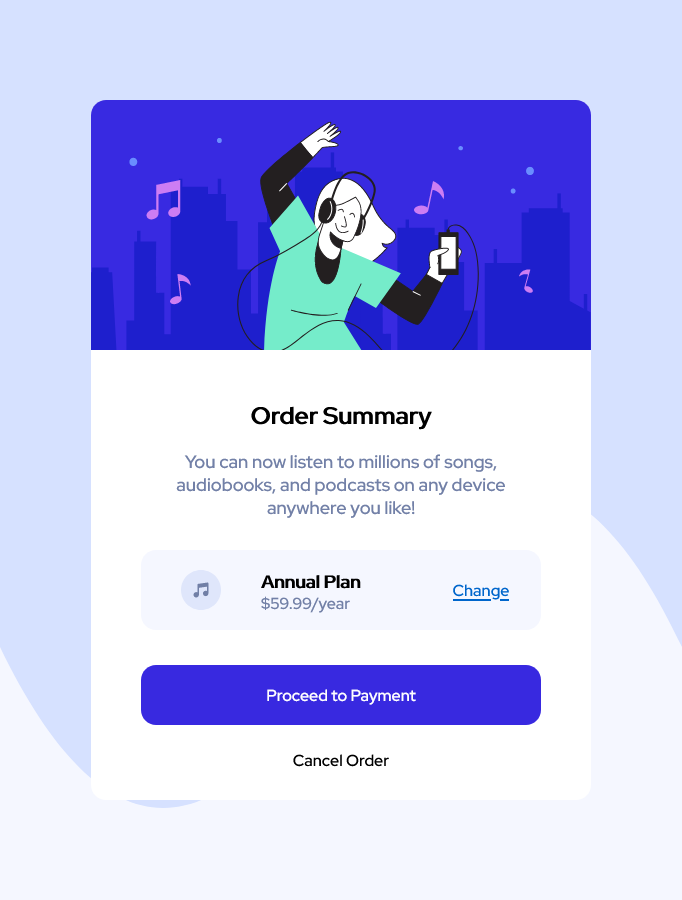 Order Summary
You can now listen to millions of songs,
audiobooks, and podcasts on any device
anywhere you like!
Annual Plan
$59.99/year
Change
Proceed to Payment
Cancel Order